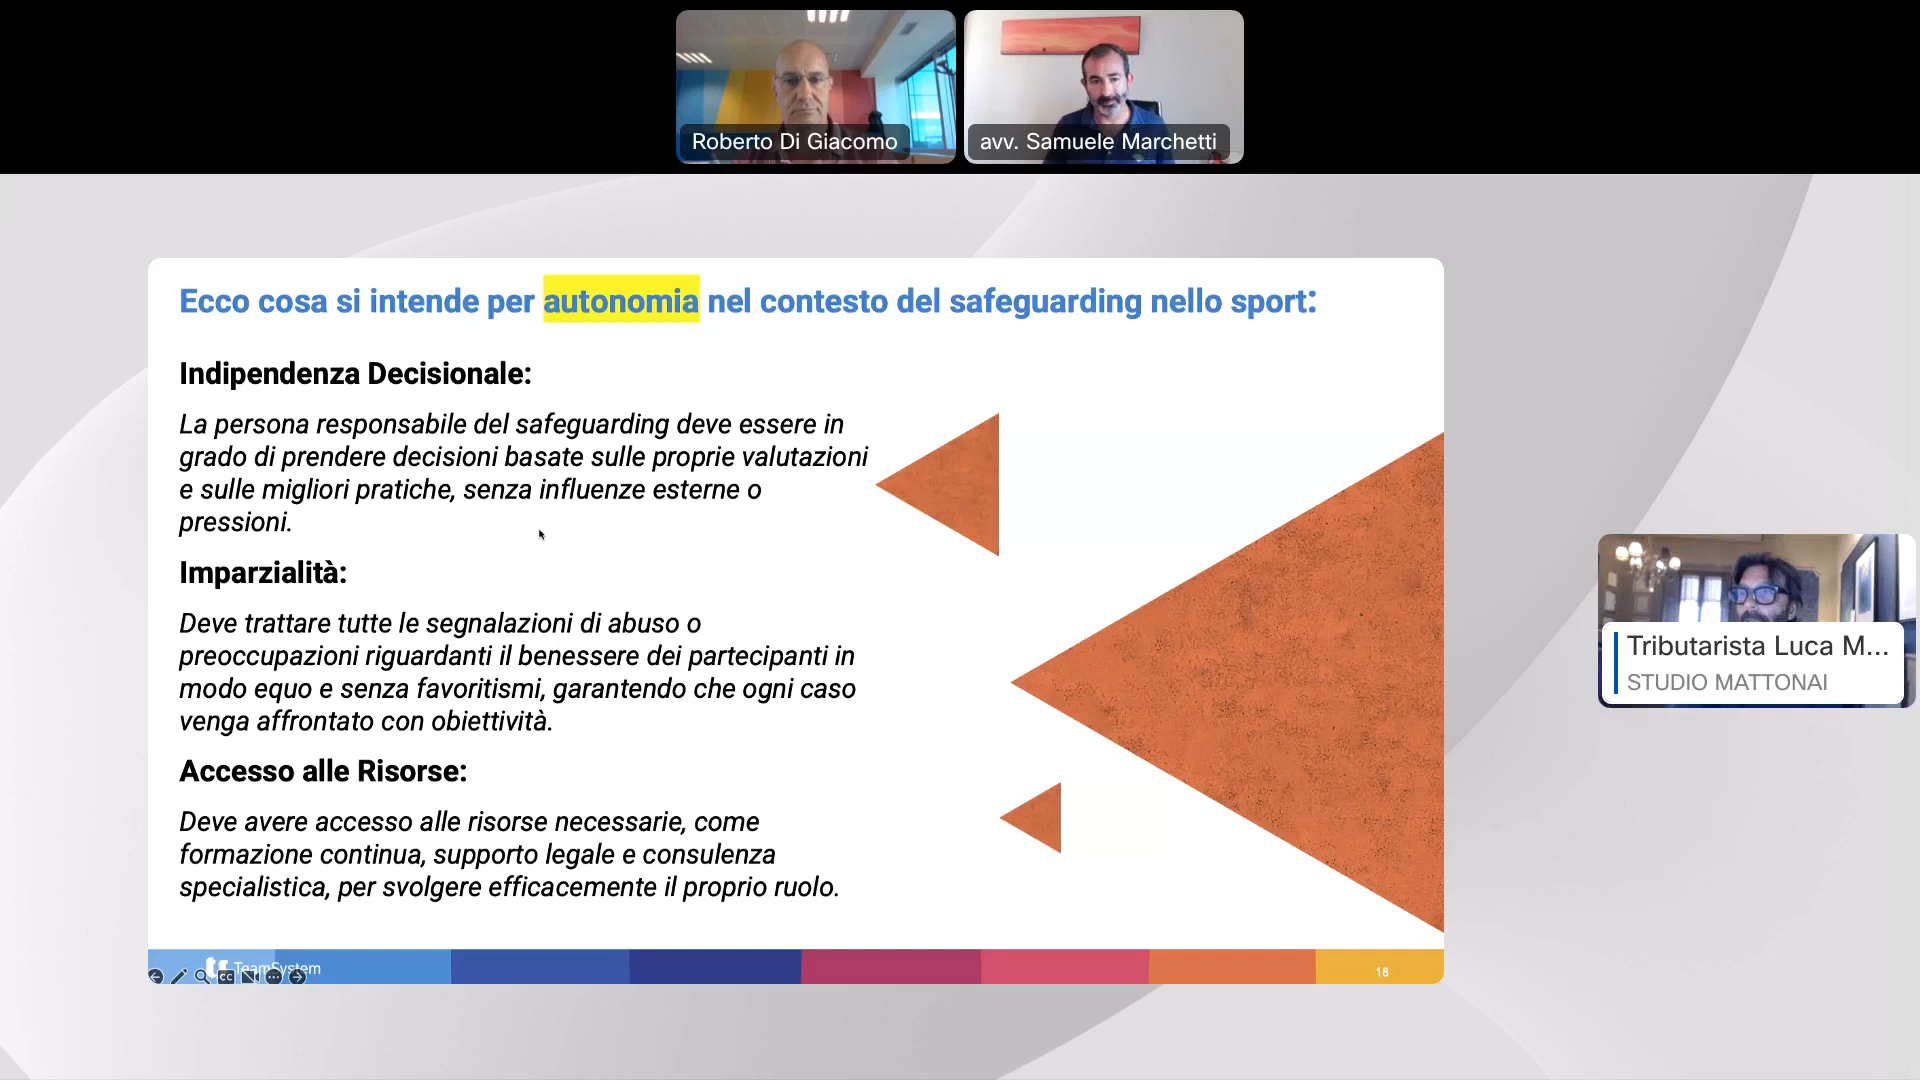 Roberto Di Giacomo
avv. Samuele Marchetti
Ecco cosa si intende per autonomia nel contesto del safeguarding nello sport:
Indipendenza Decisionale:
La persona responsabile del safeguarding deve essere in
grado di prendere decisioni basate sulle proprie valutazioni
e sulle migliori pratiche, senza influenze esterne o
pressioni.
Imparzialità:
Deve trattare tutte le segnalazioni di abuso o
preoccupazioni riguardanti il benessere dei partecipanti in
modo equo e senza favoritismi, garantendo che ogni caso
venga affrontato con obiettività.
Accesso alle Risorse:
Deve avere accesso alle risorse necessarie, come
formazione continua, supporto legale e consulenza
specialistica, per svolgere efficacemente il proprio ruolo.
Tributarista Luca M...
STUDIO MATTONAI
TeamSystem
CC
18